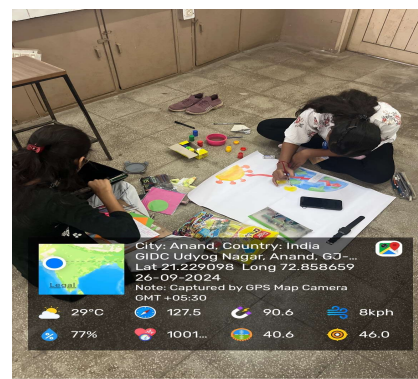 City: Anand, Country: India
GIDC Udyog Nagar, Anand, GJ-...
Lat 21.229098 Long 72.858659
26-09-2024
Note: Captured by GPS Map Camera
GMT +05:30
Legal
29°C 127.5 90.6 8kph
77% 1001... 40.6 46.0